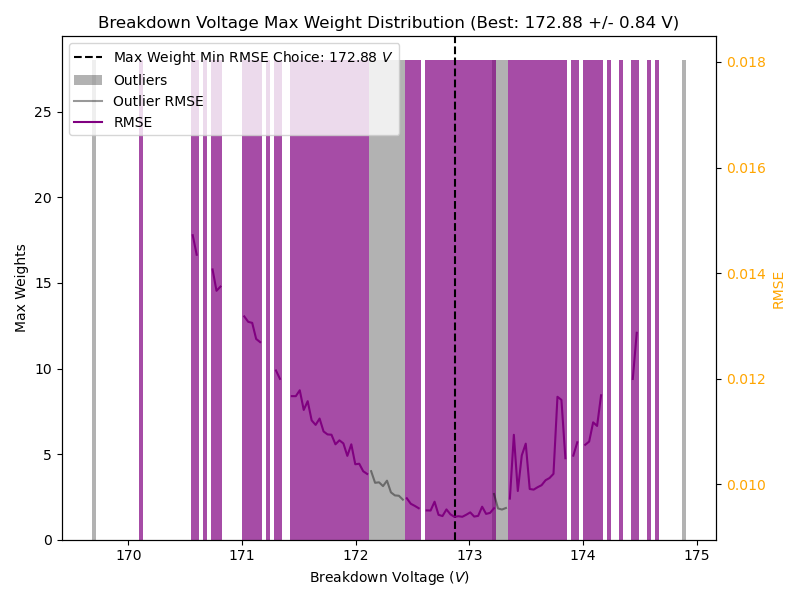 Breakdown Voltage Max Weight Distribution (Best: 172.88 +/- 0.84 V)
Max Weight Min RMSE Choice: 172.88 V
Outliers
Outlier RMSE
RMSE
Max Weights
25
20
15
10
5
0
0.018
0.016
0.014
0.012
0.010
RMSE
170 171 172 173 174 175
Breakdown Voltage (V)